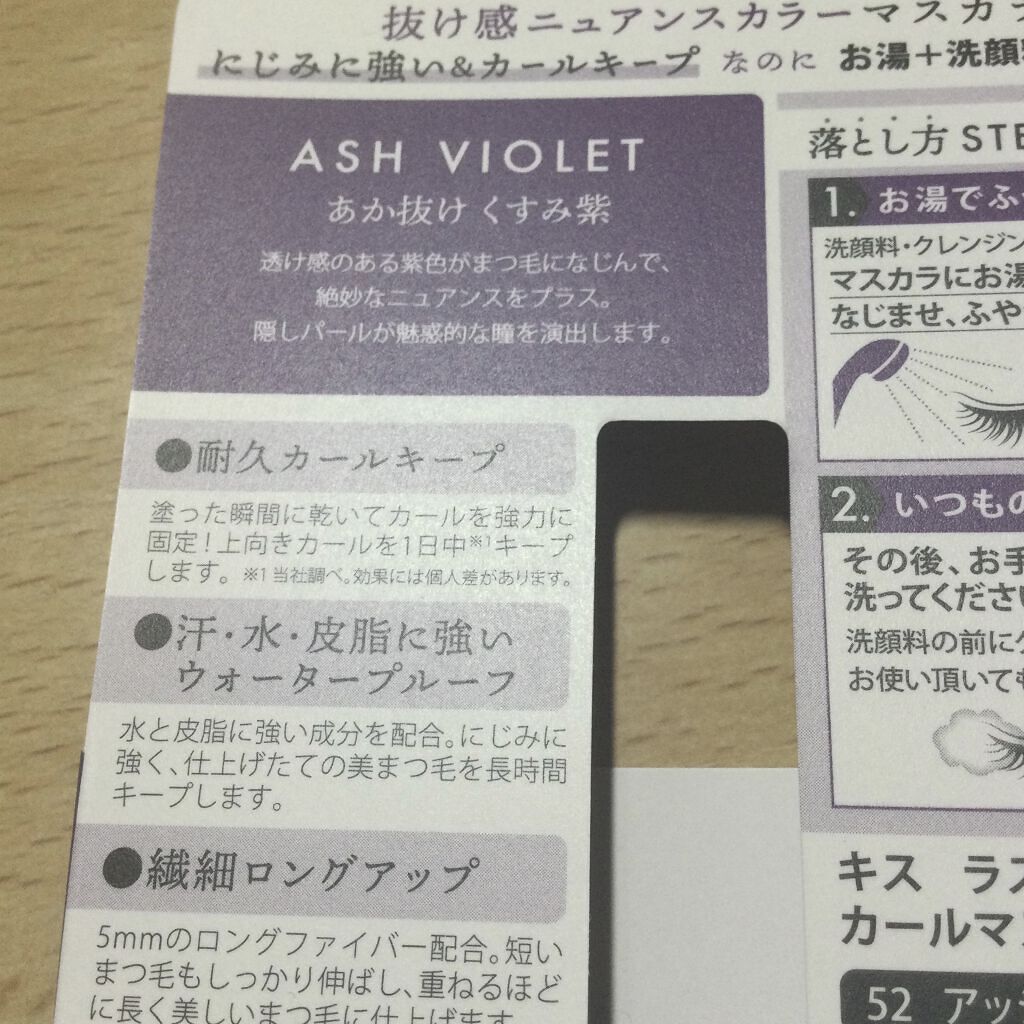 抜け感ニュアンスカラーマスカラ
にじみに強い&カールキープ なのに お湯+洗顔料
ASH VIOLET
あか抜けくすみ紫
透け感のある紫色がまつ毛になじんで、
絶妙なニュアンスをプラス。
隠しパールが魅惑的な瞳を演出します。
●耐久カールキープ
塗った瞬間に乾いてカールを強力に
固定!上向きカールを1日中※1キープ
します。※1 当社調べ。効果には個人差があります。
●汗・水・皮脂に強い
ウォータープルーフ
水と皮脂に強い成分を配合。にじみに
強く、仕上げたての美まつ毛を長時間
キープします。
●繊細ロングアップ
5mmのロングファイバー配合。短い
まつ毛もしっかり伸ばし、重ねるほど
に長く美しいまつ毛に仕上げます。
落とし方 STE
1. お湯でふ
洗顔料・クレンジン
マスカラにお湯
なじませ、ふや
2. いつもの
その後、お手
洗ってください
洗顔料の前にク
お使い頂いても
キス ラス
カールマス
52 アッシ